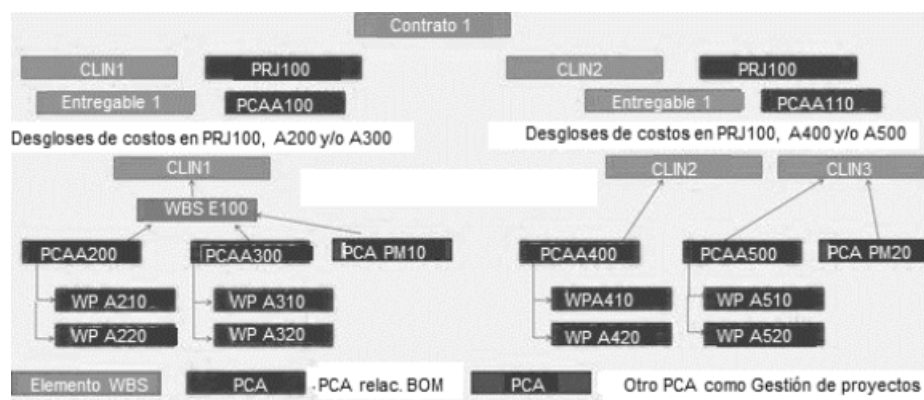 Contrato 1
CLIN1 PRJ100 CLIN2 PRJ100
Entregable 1 PCAA100 Entregable 1 PCAA110
Desgloses de costos en PRJ100, A200 y/o A300 Desgloses de costos en PRJ100, A400 y/o A500
CLIN1 CLIN2 CLIN3
WBS E100
PCAA200 PCAA300 PCA PM10 PCAA400 PCAA500 PCA PM20
WP A210 WP A310 WPA410 WP A510
WP A220 WP A320 WP A420 WP A520
Elemento WBS PCA PCA relac. BOM PCA Otro PCA como Gestión de proyectos